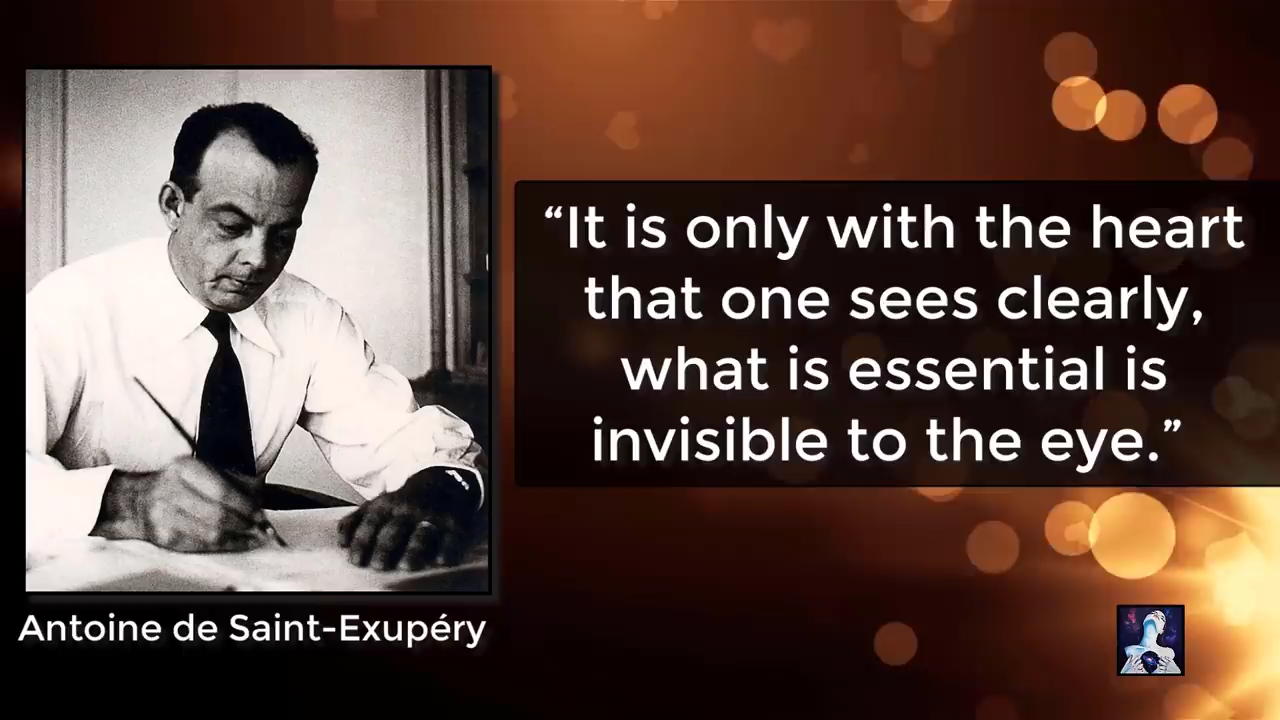 “It is only with the heart
that one sees clearly,
what is essential is
invisible to the eye.”
Antoine de Saint-Exupéry